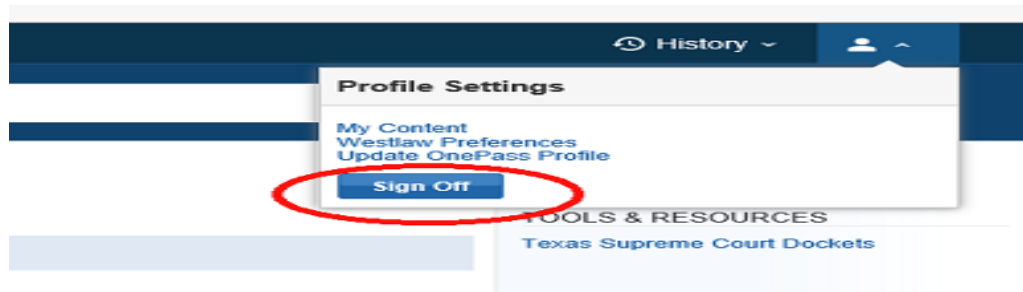 History
Profile Settings
My Content
Westlaw Preferences
Update OnePass Profile
Sign Off
TOOLS & RESOURCES
Texas Supreme Court Dockets